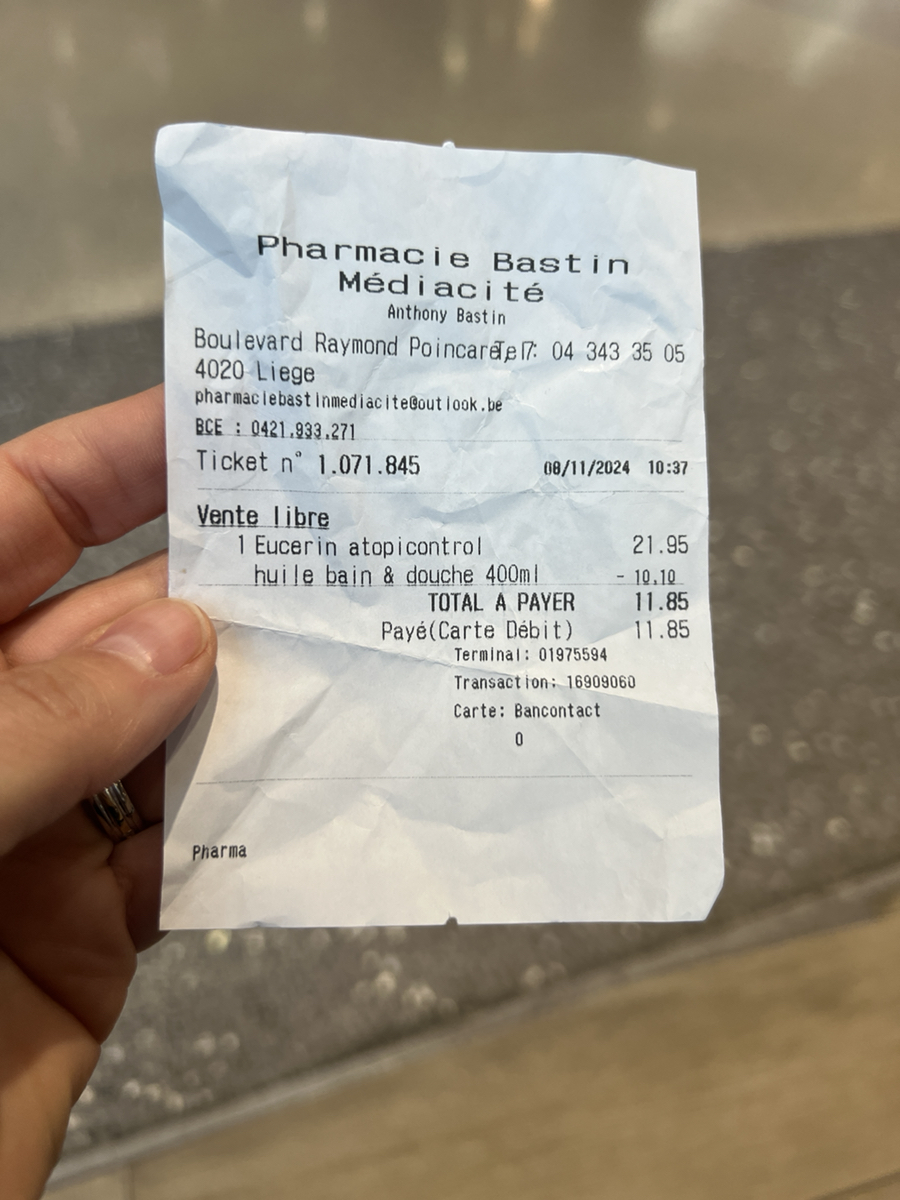 Pharmacie Bastin
Médiacité
Anthony Bastin
Boulevard Raymond Poincaré, 7 Tel : 04 343 35 05
4020 Liege
pharmaciebastinmediacite@outlook.be
BCE : 0421.933.271
Ticket n° 1.071.845 08/11/2024 10:37
Vente libre
1 Eucerin atopicontrol 21.95
huile bain & douche 400ml - 10.10
TOTAL A PAYER 11.85
Payé(Carte Débit) 11.85
Terminal: 01975594
Transaction: 16909060
Carte: Bancontact
0
Pharma